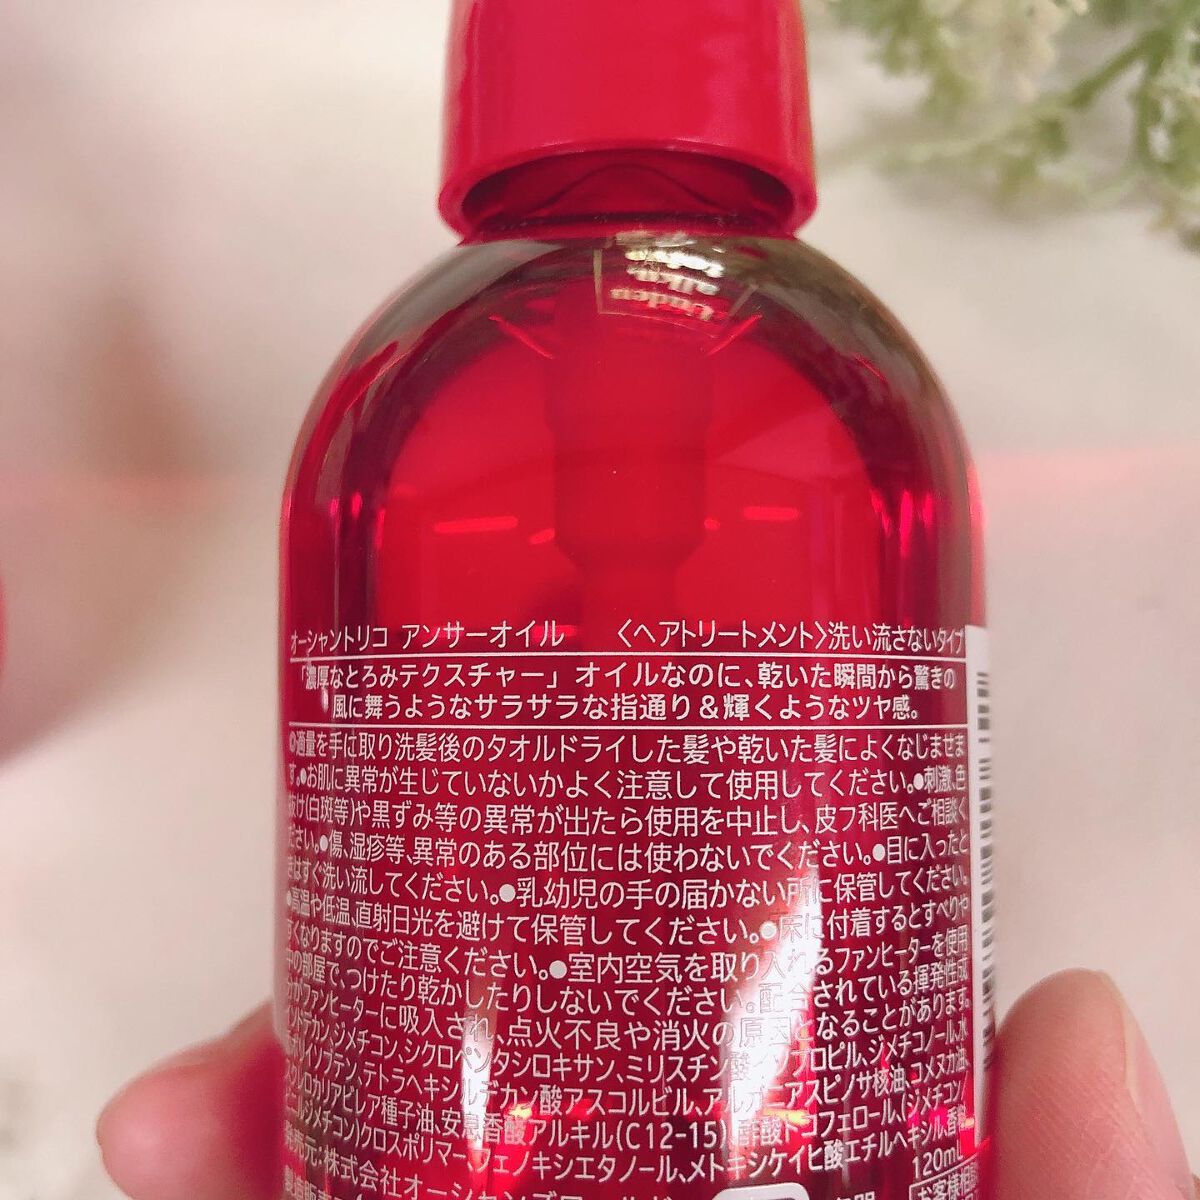 オーシャントリコ アンサーオイル 〈ヘアトリートメント〉洗い流さないタイプ
「濃厚なとろみテクスチャー」オイルなのに、乾いた瞬間から驚きの
風に舞うようなサラサラな指通り&輝くようなツヤ感。
適量を手に取り洗髪後のタオルドライした髪や乾いた髪によくなじませま
す。●お肌に異常が生じていないかよく注意して使用してください。●刺激、色
抜け(白斑等)や黒ずみ等の異常が出たら使用を中止し、皮フ科医へご相談く
ださい。●傷、湿疹等、異常のある部位には使わないでください。●目に入ったと
きはすぐ洗い流してください。●乳幼児の手の届かない所に保管してください。
●高温や低温、直射日光を避けて保管してください。●床に付着するとすべりや
すくなりますのでご注意ください。●室内空気を取り入れるファンヒーターを使用
中の部屋で、つけたり乾かしたりしないでください。配合されている揮発性成
分がファンヒーターに吸入され、点火不良や消火の原因となることがあります。
ジメチコン、シクロペンタシロキサン、ミリスチン酸イソプロピル、ジメチコノール、水
テトラヘキシルデカン酸アスコルビル、アルガニアスピノサ核油、コメヌカ油、
種子油、安息香酸アルキル(C12-15)、酢酸トコフェロール、(ジメチコン/
ジメチコン)クロスポリマー、フェノキシエタノール、メトキシケイヒ酸エチルヘキシル、香料
発売元:株式会社オーシャン
120mL
お客様相談